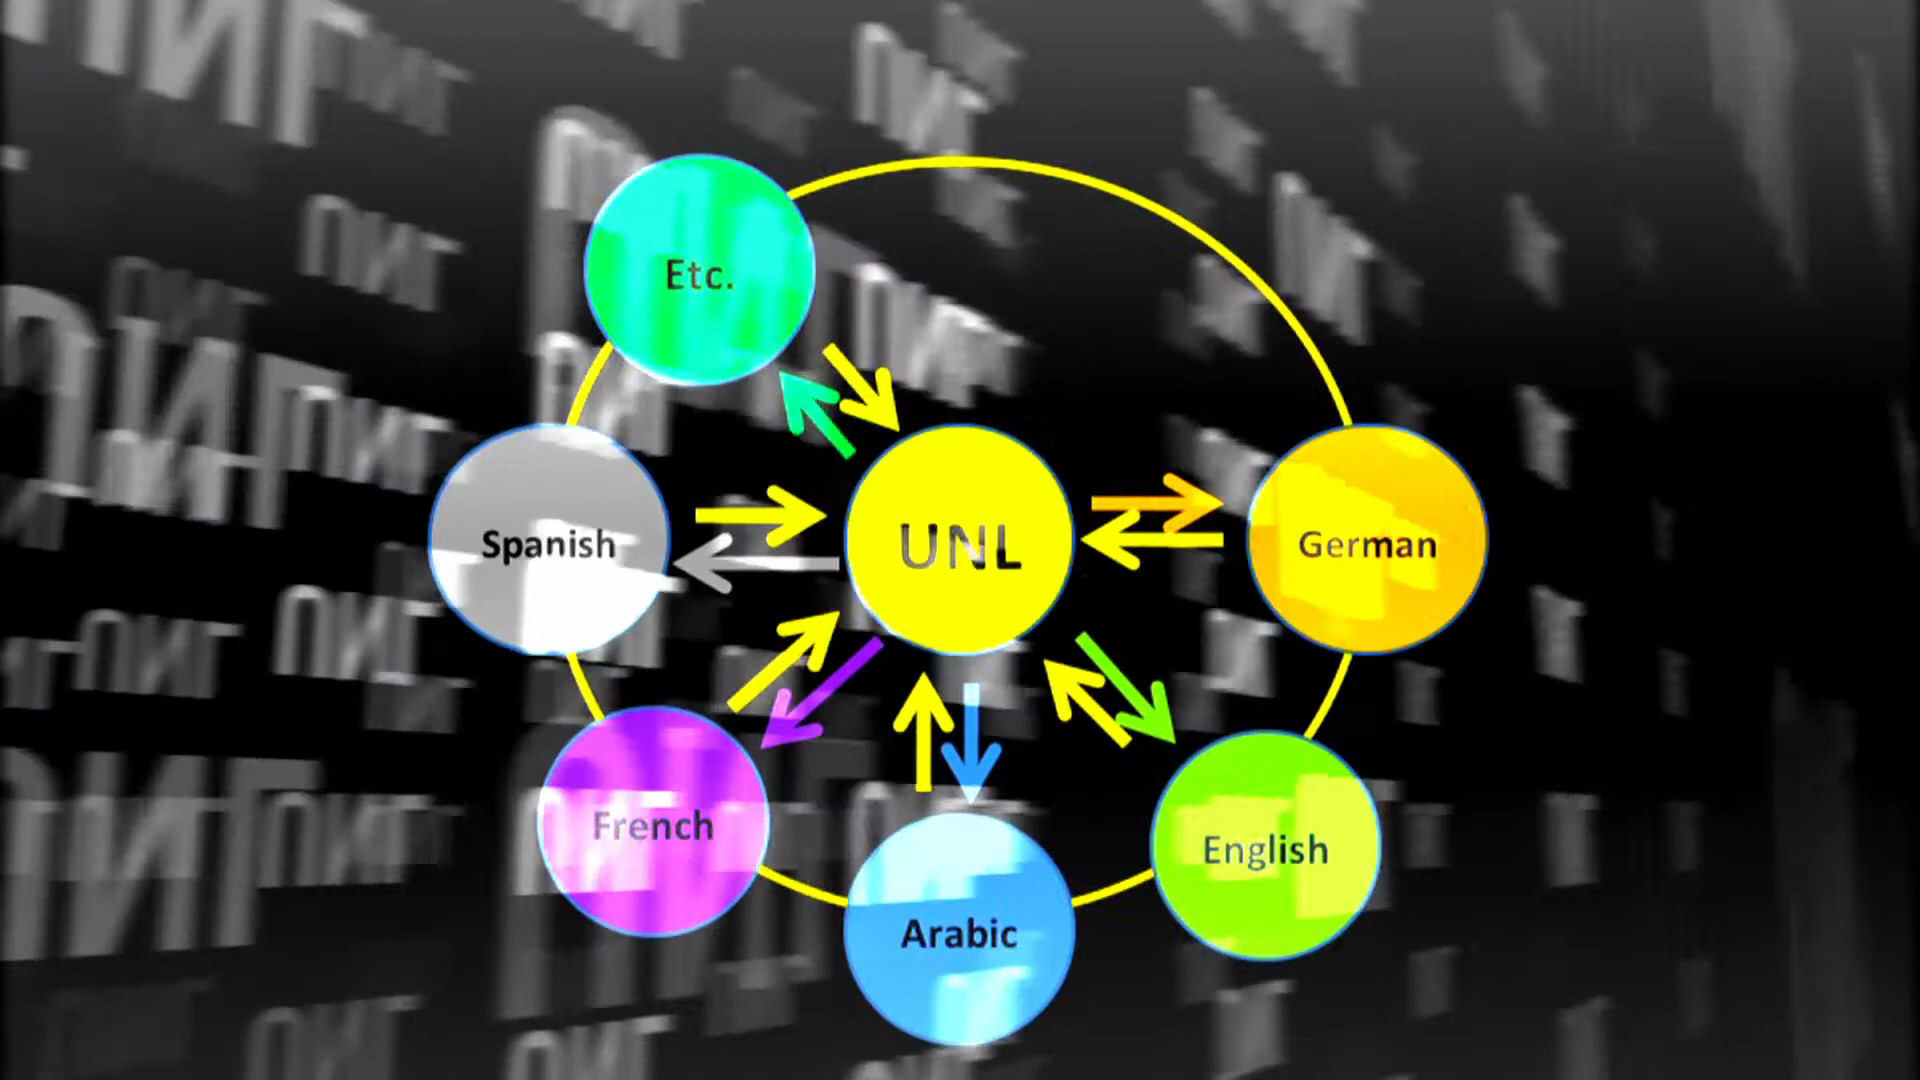 Etc.
Spanish
UNL
German
French
English
Arabic